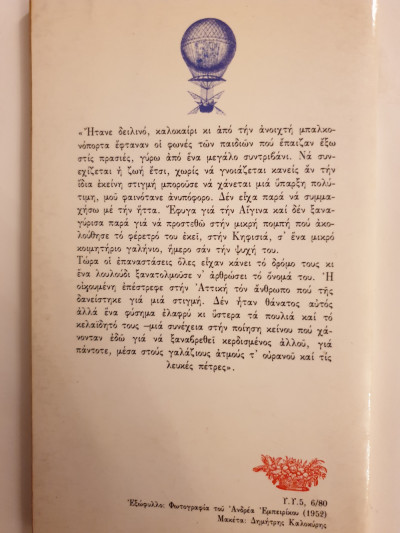 «Ἤτανε δειλινό, καλοκαίρι κι ἀπό τήν ἀνοιχτή μπαλκο-
νόπορτα ἔφταναν οἱ φωνές τῶν παιδιῶν πού ἔπαιζαν ἔξω
στίς πρασιές, γύρω ἀπό ἕνα μεγάλο συντριβάνι. Νά συνε-
χίζεται ἡ ζωή ἔτσι, χωρίς νά γνοιάζεται κανείς ἄν τήν
ἴδια ἐκείνη στιγμή μποροῦσε νά χάνεται μιά ὕπαρξη πολύ-
τιμη, μοῦ φαινότανε ἀνυπόφορο. Δέν εἶχα παρά νά συμμα-
χήσω μέ τήν ἥττα. Ἔφυγα γιά τήν Αἴγινα καί δέν ξανα-
γύρισα παρά γιά νά προστεθῶ στήν μικρή πομπή πού ἀκο-
λούθησε τό φέρετρό του ἐκεῖ, στήν Κηφισιά, σ' ἕνα μικρό
κοιμητήριο γαλήνιο, ἥμερο σάν τήν ψυχή του.
Τώρα οἱ ἐπαναστάσεις ὅλες εἶχαν κάνει τό δρόμο τους κι
ἕνα λουλούδι ξανατολμοῦσε ν' ἀρθρώσει τό ὄνομά του. Ἡ
οἰκουμένη ἐπέστρεφε στήν Ἀττική τόν ἄνθρωπο πού τῆς
δανείστηκε γιά μιά στιγμή. Δέν ἦταν θάνατος αὐτός
ἀλλά ἕνα φύσημα ἐλαφρύ κι ὕστερα τά πουλιά καί τό
κελαϊδητό τους –μιά συνέχεια στήν ποίηση κείνου πού χά-
νονταν ἐδῶ γιά νά ξαναβρεθεῖ κερδισμένος ἀλλοῦ, γιά
πάντοτε, μέσα στούς γαλάζιους ἀτμούς τ' οὐρανοῦ καί τίς
λευκές πέτρες».
Τ.Τ.5, 6/80
Ἐξώφυλλο: Φωτογραφία τοῦ Ἀνδρέα Ἐμπειρίκου (1952)
Μακέτα: Δημήτρης Καλοκύρης